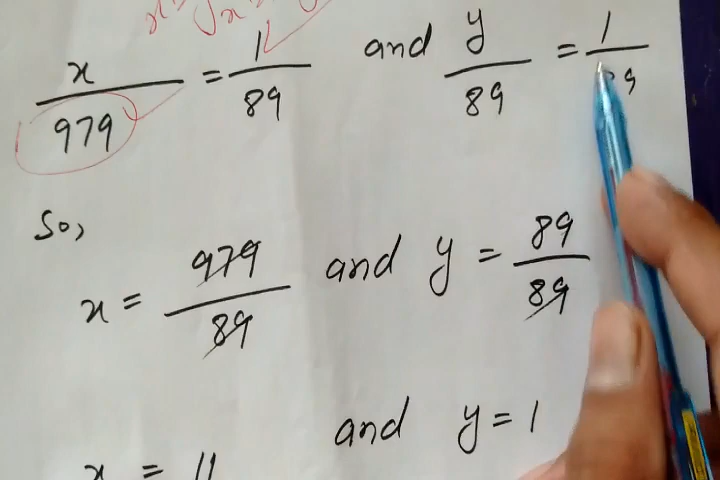 x/979 = 1/89 and y/89 = 1/89
So,
x = 979/89 and y = 89/89
x = 11 and y = 1